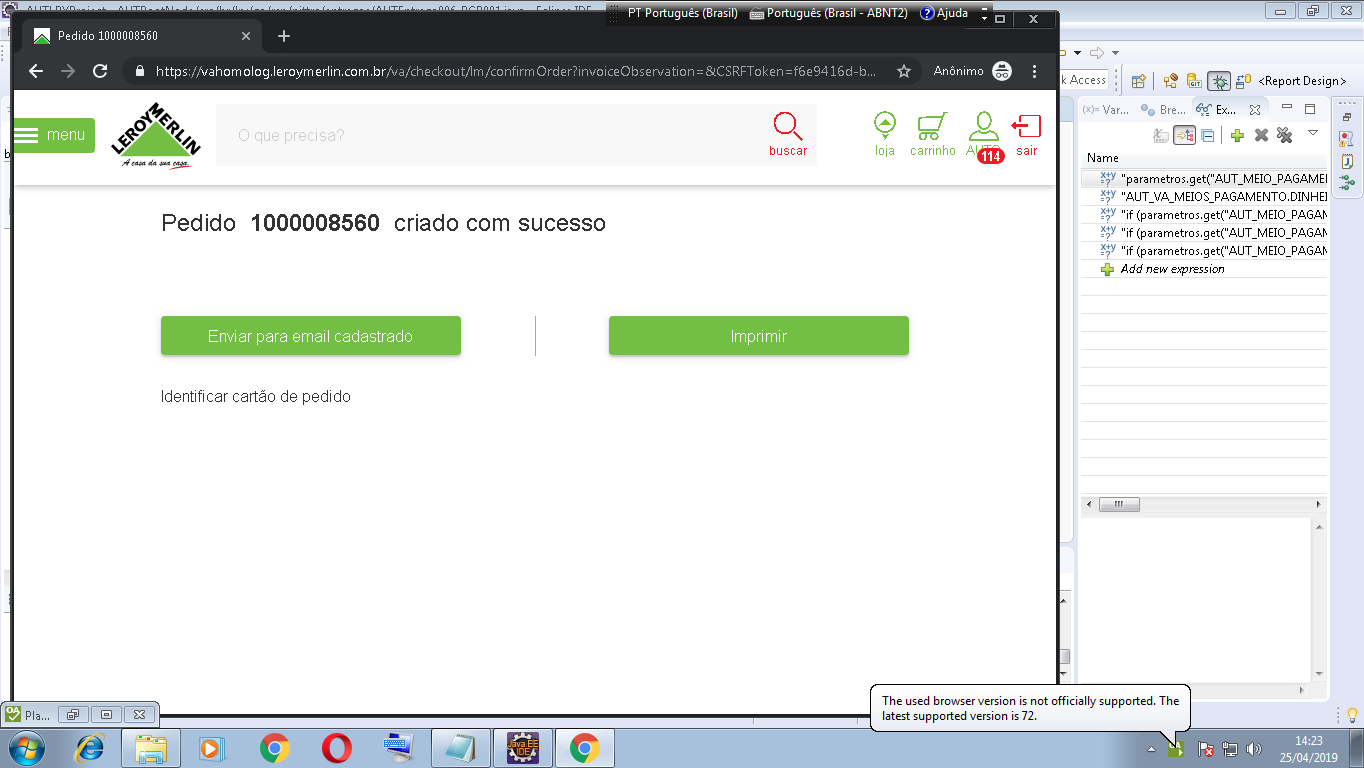 PT Português (Brasil) Português (Brasil - ABNT2) Ajuda
Pedido 1000008560
https://vahomolog.leroymerlin.com.br/va/checkout/lm/confirmOrder?invoiceObservation=&CSRFToken=f6e9416d-b...
Anônimo
menu
LEROY MERLIN
A casa da sua casa.
O que precisa?
buscar
loja
carrinho
114
sair
Pedido 1000008560 criado com sucesso
Enviar para email cadastrado
Imprimir
Identificar cartão de pedido
Access
<Report Design>
(x)= Var...
Bre...
Ex...
Name
"parametros.get("AUT_MEIO_PAGAME
"AUT_VA_MEIOS_PAGAMENTO.DINHE
"if (parametros.get("AUT_MEIO_PAGAM
"if (parametros.get("AUT_MEIO_PAGAM
"if (parametros.get("AUT_MEIO_PAGAM
Add new expression
The used browser version is not officially supported. The
latest supported version is 72.
Pla...
Java EE
IDE
14:23
25/04/2019